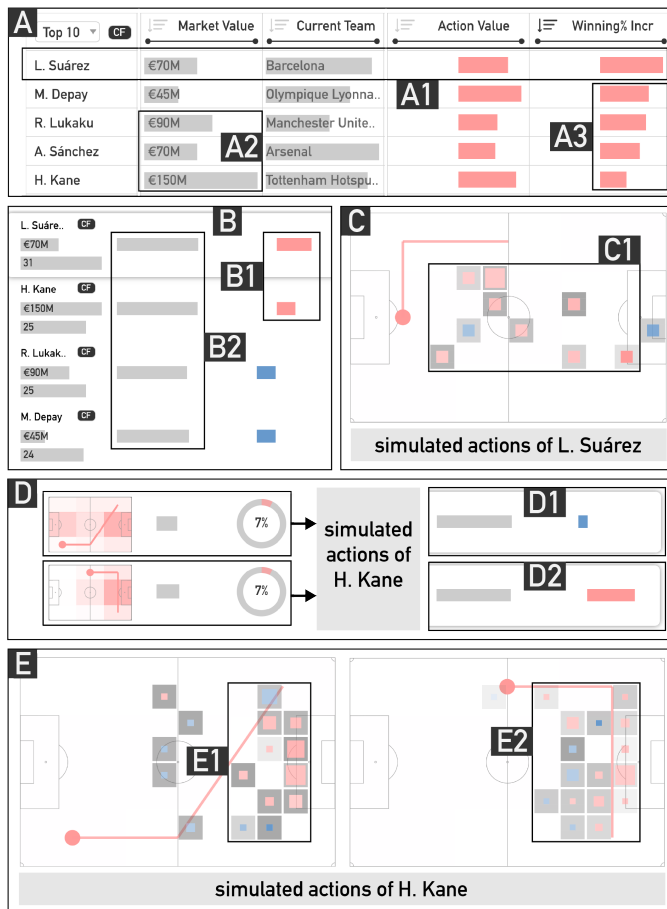 A
Top 10 CF Market Value Current Team Action Value Winning% Incr
L. Suárez €70M Barcelona
M. Depay €45M Olympique Lyonna..
A1
R. Lukaku €90M Manchester Unite..
A2 A3
A. Sánchez €70M Arsenal
H. Kane €150M Tottenham Hotspu..
B
L. Suáre.. CF
€70M
31
B1
H. Kane CF
€150M
25
B2
R. Lukak.. CF
€90M
25
M. Depay CF
€45M
24
C
C1
simulated actions of L. Suárez
D
7%
7%
simulated
actions of
H. Kane
D1
D2
E
E1
E2
simulated actions of H. Kane